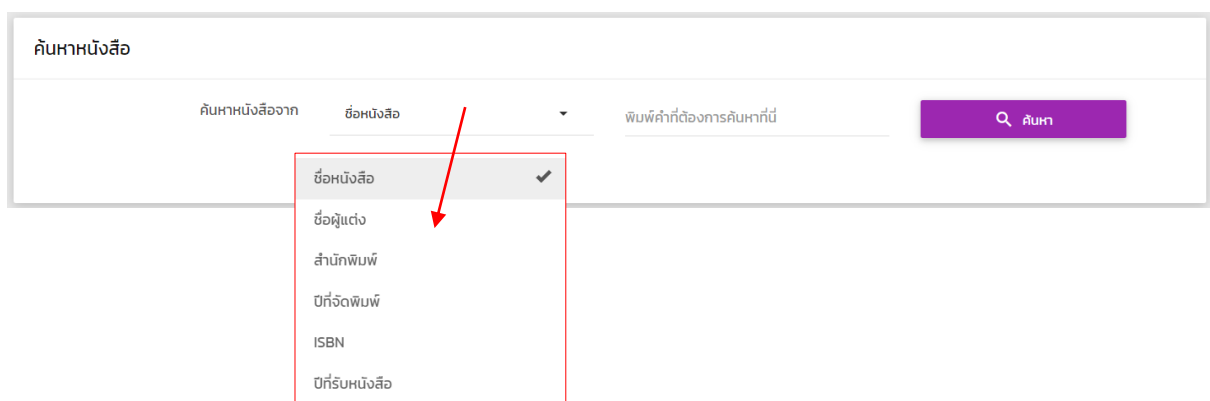 ค้นหาหนังสือ
ค้นหาหนังสือจาก ชื่อหนังสือ พิมพ์คำที่ต้องการค้นหาที่นี่ ค้นหา
ชื่อหนังสือ
ชื่อผู้แต่ง
สำนักพิมพ์
ปีที่จัดพิมพ์
ISBN
ปีที่รับหนังสือ